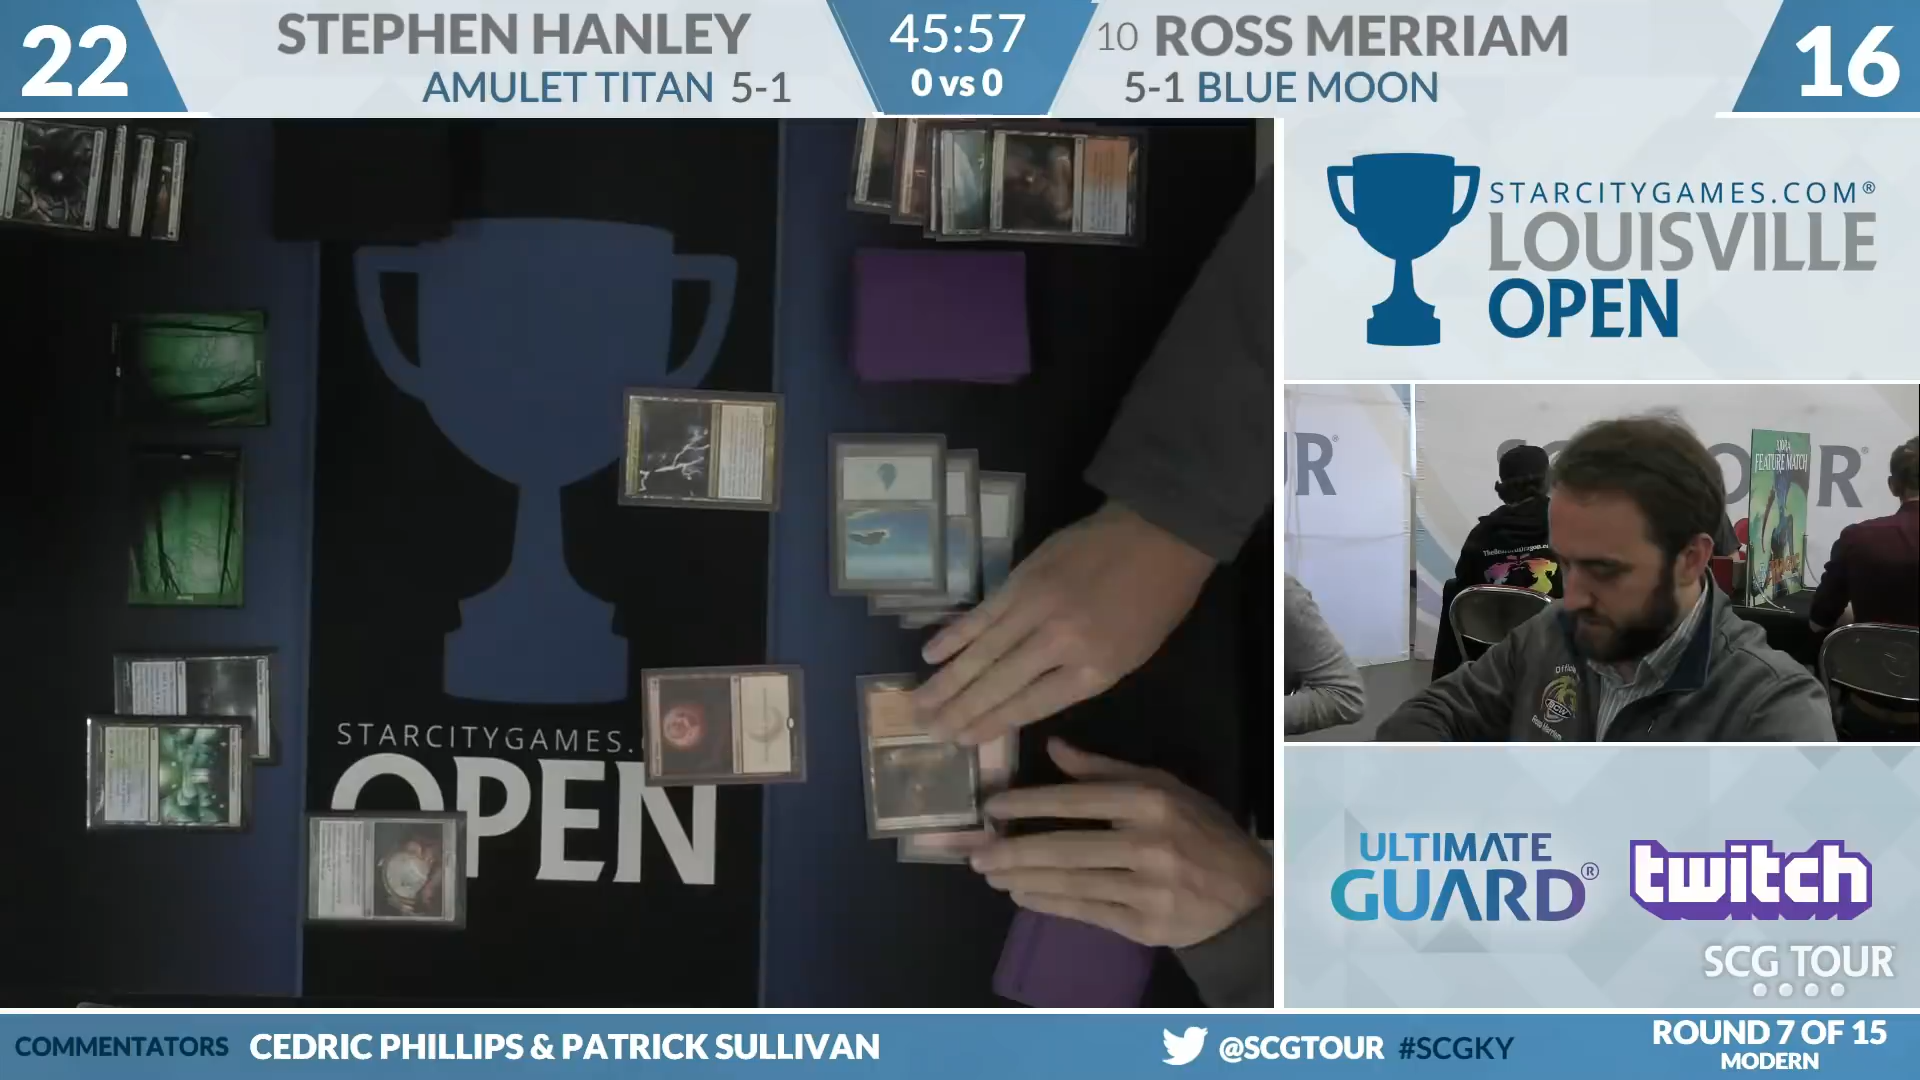 22
STEPHEN HANLEY
AMULET TITAN 5-1
45:57
0 vs 0
10 ROSS MERRIAM
5-1 BLUE MOON
16
STARCITYGAMES.COM®
LOUISVILLE
OPEN
STARCITYGAMES.
OPEN
R®
FEATURE MATCH
R®
ULTIMATE
GUARD®
twitch
SCG TOUR
COMMENTATORS CEDRIC PHILLIPS & PATRICK SULLIVAN
@SCGTOUR #SCGKY
ROUND 7 OF 15
MODERN